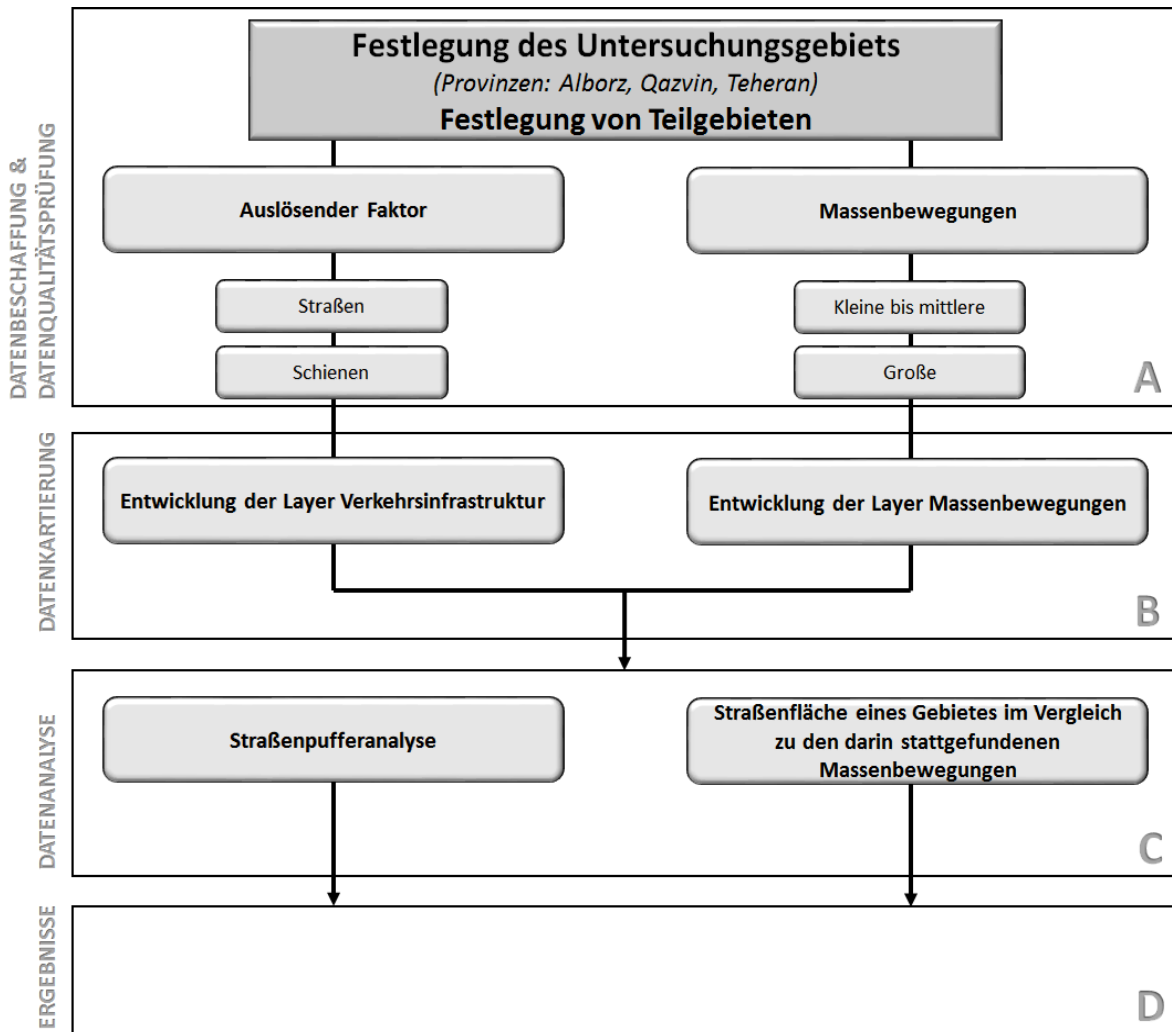 Festlegung des Untersuchungsgebiets
(Provinzen: Alborz, Qazvin, Teheran)
Festlegung von Teilgebieten
DATENBESCHAFFUNG &
DATENQUALITÄTSPRÜFUNG
Auslösender Faktor
Massenbewegungen
Straßen
Kleine bis mittlere
Schienen
Große
A
DATENKARTIERUNG
Entwicklung der Layer Verkehrsinfrastruktur
Entwicklung der Layer Massenbewegungen
B
DATENANALYSE
Straßenpufferanalyse
Straßenfläche eines Gebietes im Vergleich
zu den darin stattgefundenen
Massenbewegungen
C
ERGEBNISSE
D